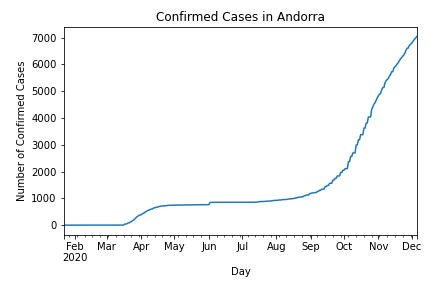 Confirmed Cases in Andorra
Number of Confirmed Cases
7000
6000
5000
4000
3000
2000
1000
0
Feb Mar Apr May Jun Jul Aug Sep Oct Nov Dec
2020
Day